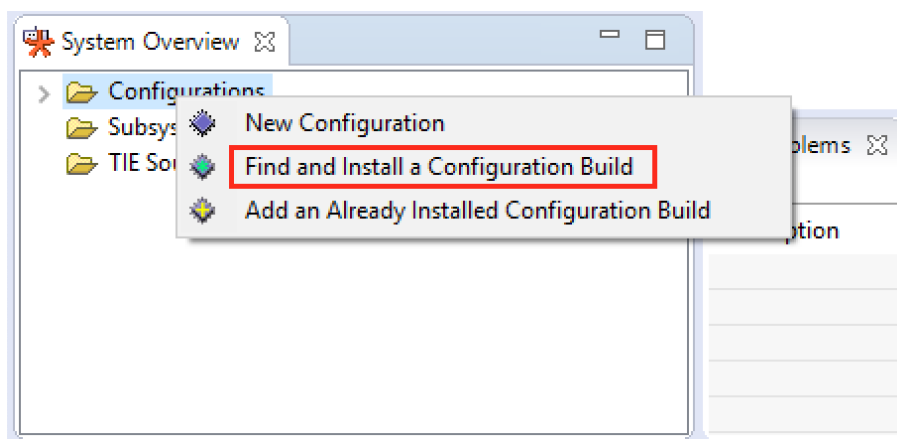 System Overview
Configurations
Subsys
New Configuration
TIE Sou
Find and Install a Configuration Build
Add an Already Installed Configuration Build
blems
ption